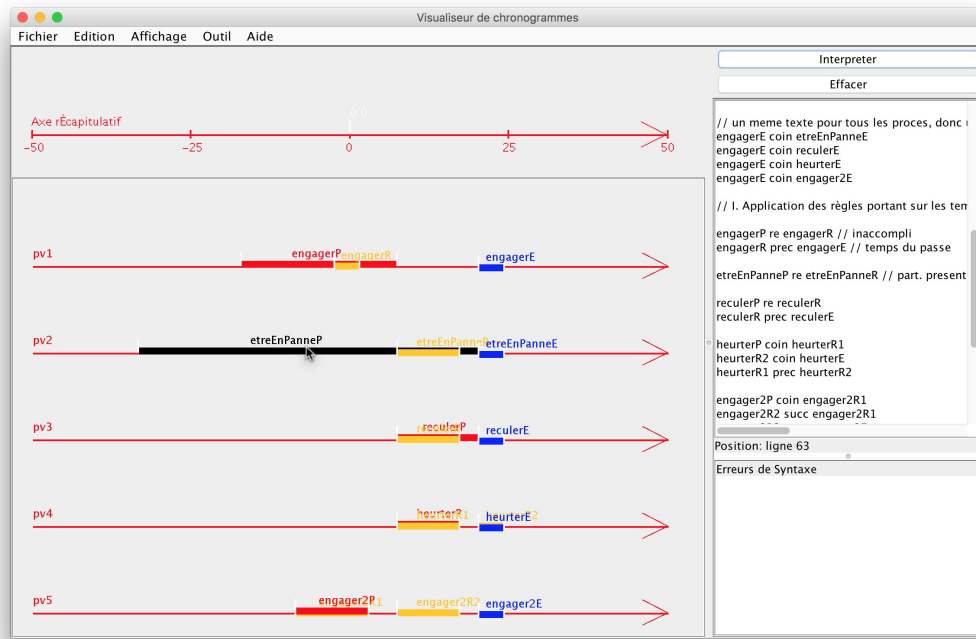 Visualiseur de chronogrammes
Fichier Edition Affichage Outil Aide
Interpreter
Effacer
0.0
Axe rÈcapitulatif
-50 -25 0 25 50
pv1 engagerP engagerR engagerE
pv2 etreEnPanneP etreEnPanneR etreEnPanneE
pv3 reculerP reculerE
pv4 heurterP heurterR1 heurterE
pv5 engager2P engager2R2 engager2E
// un meme texte pour tous les proces, donc
engagerE coin etreEnPanneE
engagerE coin reculerE
engagerE coin heurterE
engagerE coin engager2E
// I. Application des règles portant sur les tem
engagerP re engagerR // inaccompli
engagerR prec engagerE // temps du passe
etreEnPanneP re etreEnPanneR // part. present
reculerP re reculerR
reculerR prec reculerE
heurterP coin heurterR1
heurterR2 coin heurterE
heurterR1 prec heurterR2
engager2P coin engager2R1
engager2R2 succ engager2R1
Position: ligne 63
Erreurs de Syntaxe